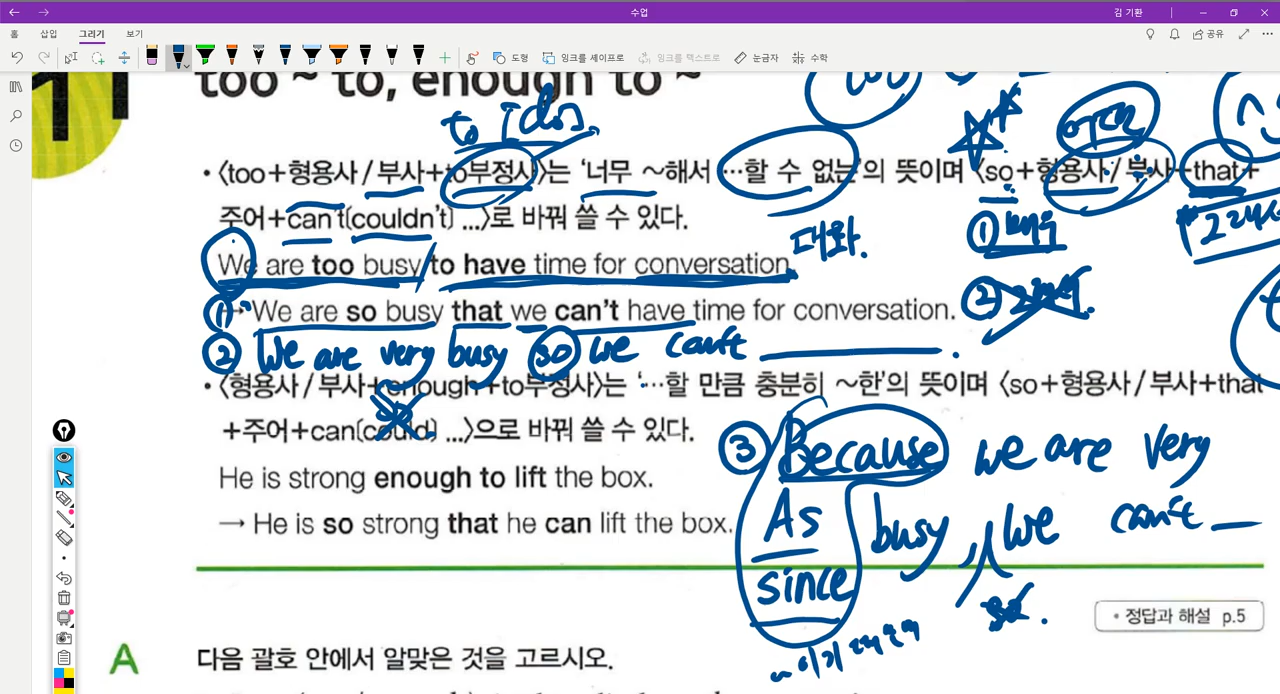 수업
김 기환
홈 삽입 그리기 보기
공유
도형 잉크를 셰이프로 잉크를 텍스트로 눈금자 수학
too ~ to, enough to ~
to
• 〈too+형용사/부사+to부정사〉는 '너무 ~해서 …할 수 없는'의 뜻이며 〈so+형용사/부사+that+
주어+can't(couldn't) ...〉로 바꿔 쓸 수 있다.
대화.
We are too busy/to have time for conversation.
① → We are so busy that we can't have time for conversation.
②
② We are very busy so we can't ______ .
• 〈형용사/부사+enough+to부정사〉는 '…할 만큼 충분히 ~한'의 뜻이며 〈so+형용사/부사+that
+주어+can(could) ...〉으로 바꿔 쓸 수 있다.
③ Because we are very
He is strong enough to lift the box.
→ He is so strong that he can lift the box.
As busy, we can't __
since
so.
~이기 때문에
• 정답과 해설 p.5
A 다음 괄호 안에서 알맞은 것을 고르시오.